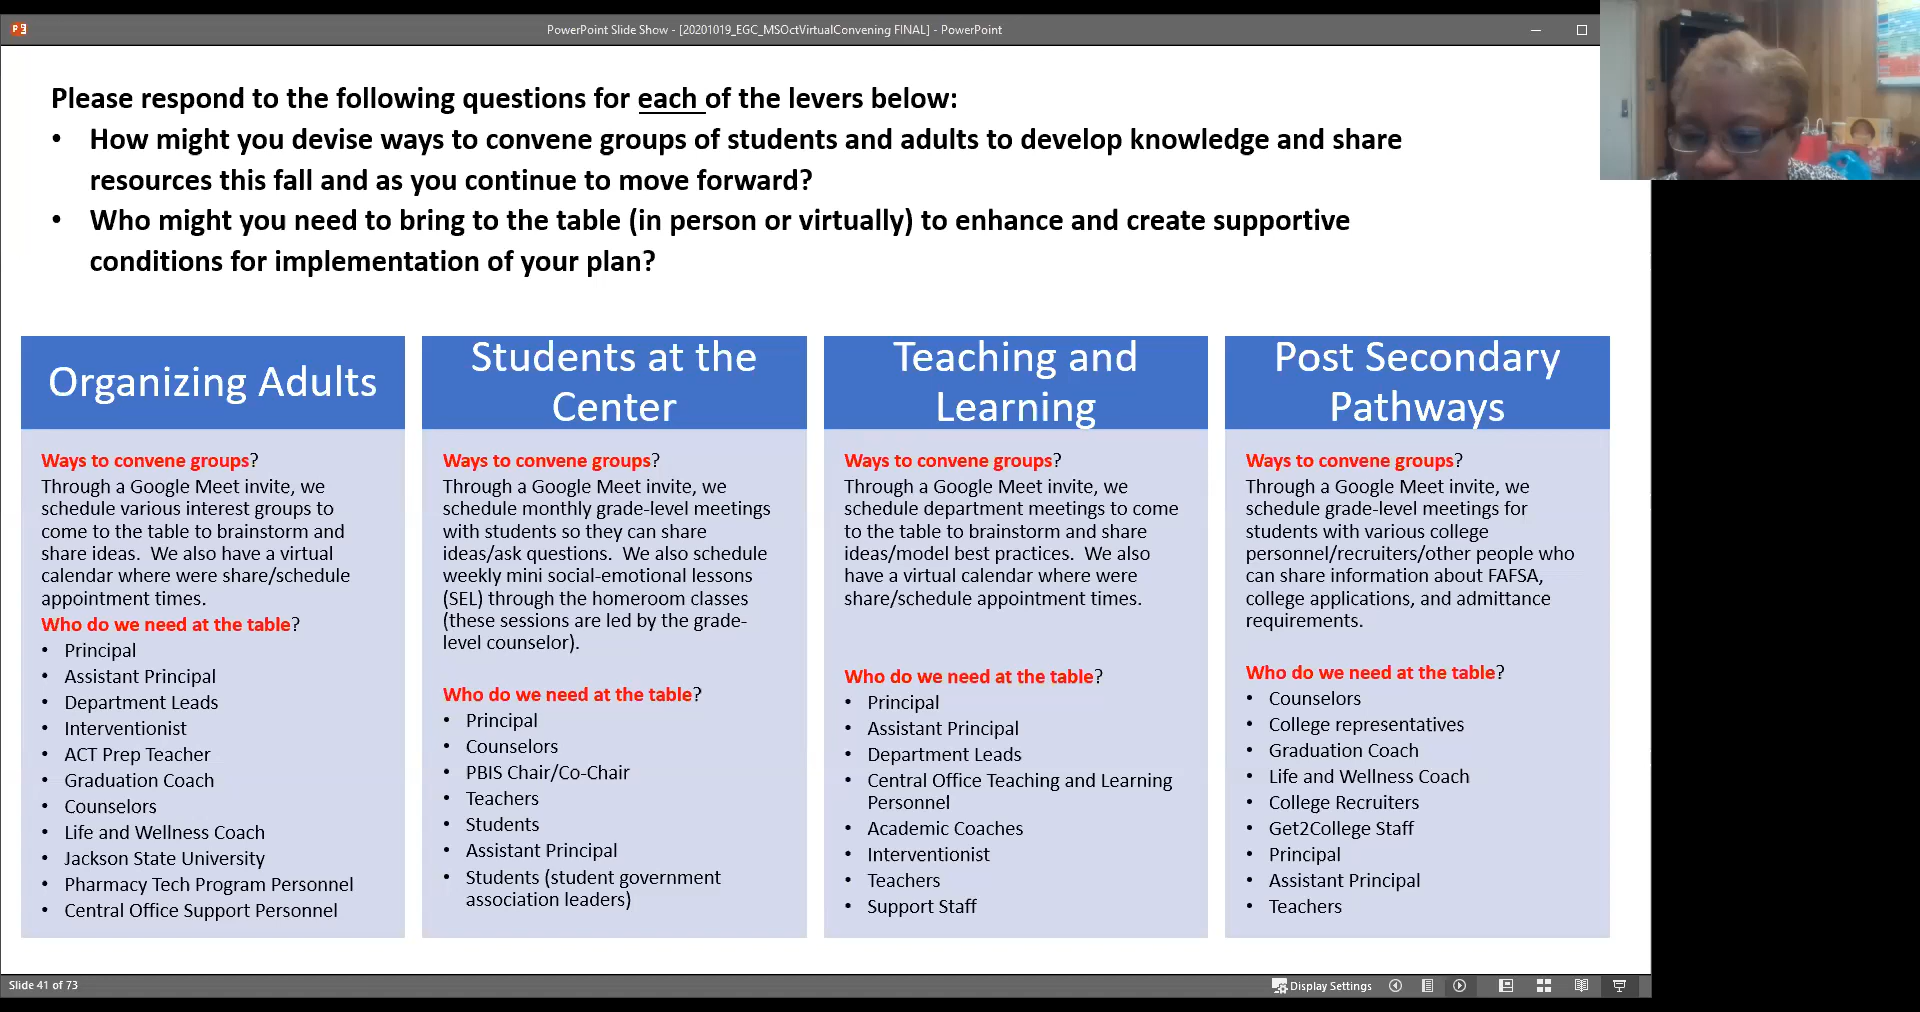 PowerPoint Slide Show - [20201019_EGC_MSOctVirtualConvening FINAL] - PowerPoint
Please respond to the following questions for each of the levers below:
• How might you devise ways to convene groups of students and adults to develop knowledge and share
resources this fall and as you continue to move forward?
• Who might you need to bring to the table (in person or virtually) to enhance and create supportive
conditions for implementation of your plan?
Organizing Adults
Ways to convene groups?
Through a Google Meet invite, we
schedule various interest groups to
come to the table to brainstorm and
share ideas.  We also have a virtual
calendar where were share/schedule
appointment times.
Who do we need at the table?
• Principal
• Assistant Principal
• Department Leads
• Interventionist
• ACT Prep Teacher
• Graduation Coach
• Counselors
• Life and Wellness Coach
• Jackson State University
• Pharmacy Tech Program Personnel
• Central Office Support Personnel
Students at the
Center
Ways to convene groups?
Through a Google Meet invite, we
schedule monthly grade-level meetings
with students so they can share
ideas/ask questions.  We also schedule
weekly mini social-emotional lessons
(SEL) through the homeroom classes
(these sessions are led by the grade-
level counselor).
Who do we need at the table?
• Principal
• Counselors
• PBIS Chair/Co-Chair
• Teachers
• Students
• Assistant Principal
• Students (student government
association leaders)
Teaching and
Learning
Ways to convene groups?
Through a Google Meet invite, we
schedule department meetings to come
to the table to brainstorm and share
ideas/model best practices.  We also
have a virtual calendar where were
share/schedule appointment times.
Who do we need at the table?
• Principal
• Assistant Principal
• Department Leads
• Central Office Teaching and Learning
Personnel
• Academic Coaches
• Interventionist
• Teachers
• Support Staff
Post Secondary
Pathways
Ways to convene groups?
Through a Google Meet invite, we
schedule grade-level meetings for
students with various college
personnel/recruiters/other people who
can share information about FAFSA,
college applications, and admittance
requirements.
Who do we need at the table?
• Counselors
• College representatives
• Graduation Coach
• Life and Wellness Coach
• College Recruiters
• Get2College Staff
• Principal
• Assistant Principal
• Teachers
Slide 41 of 73
Display Settings